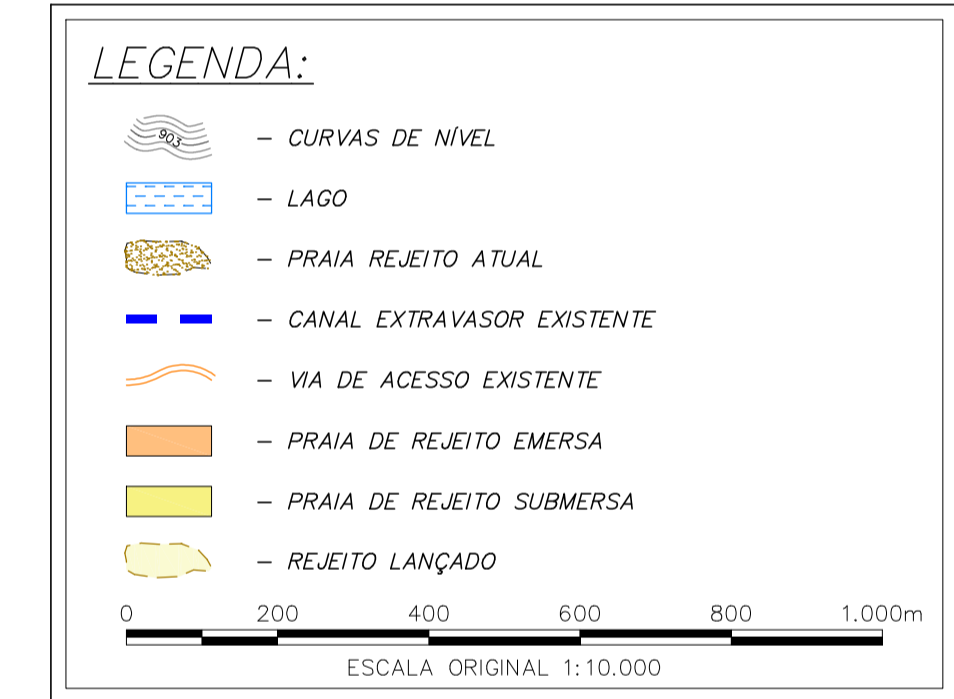 LEGENDA:
903
– CURVAS DE NÍVEL
– LAGO
– PRAIA REJEITO ATUAL
– CANAL EXTRAVASOR EXISTENTE
– VIA DE ACESSO EXISTENTE
– PRAIA DE REJEITO EMERSA
– PRAIA DE REJEITO SUBMERSA
– REJEITO LANÇADO
0 200 400 600 800 1.000m
ESCALA ORIGINAL 1:10.000